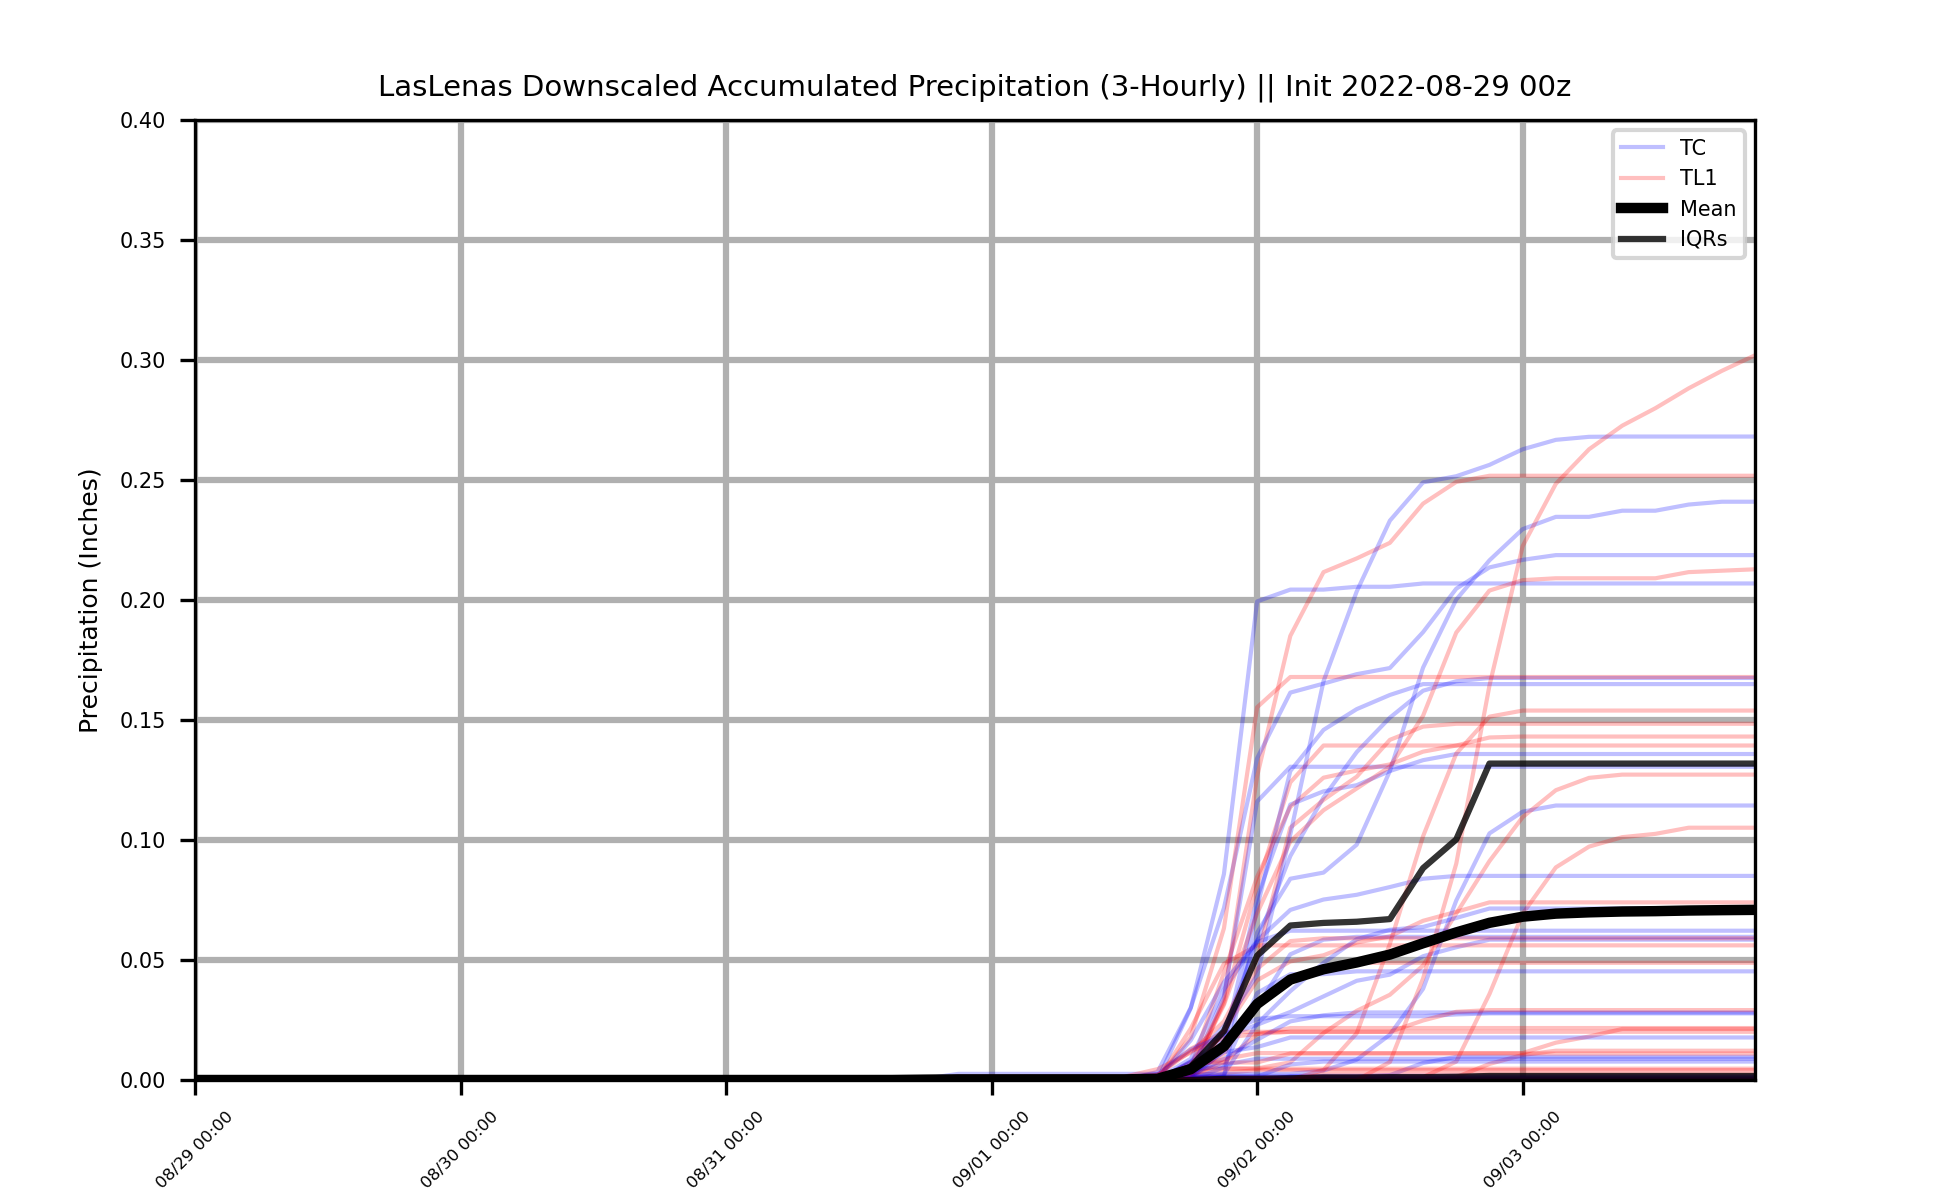 LasLenas Downscaled Accumulated Precipitation (3-Hourly) || Init 2022-08-29 00z
Precipitation (Inches)
0.40
0.35
0.30
0.25
0.20
0.15
0.10
0.05
0.00
TC
TL1
Mean
IQRs
08/29 00:00
08/30 00:00
08/31 00:00
09/01 00:00
09/02 00:00
09/03 00:00